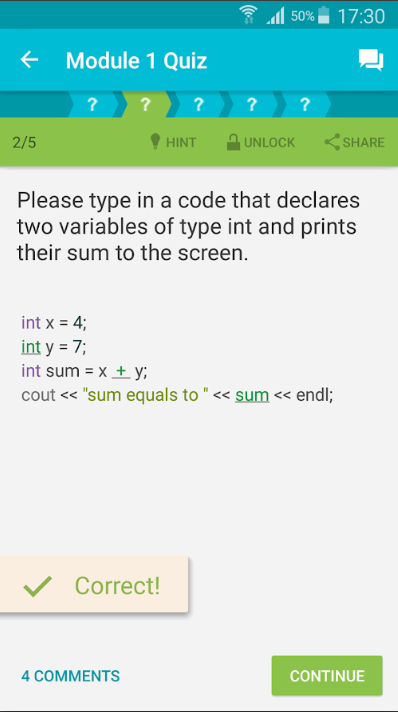 50% 17:30
Module 1 Quiz
? ? ? ? ?
2/5 HINT UNLOCK SHARE
Please type in a code that declares
two variables of type int and prints
their sum to the screen.
int x = 4;
int y = 7;
int sum = x + y;
cout << "sum equals to " << sum << endl;
Correct!
4 COMMENTS CONTINUE